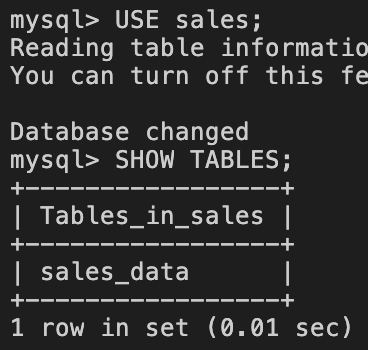 mysql> USE sales;
Reading table informatio
You can turn off this fe
Database changed
mysql> SHOW TABLES;
+-----------------+
| Tables_in_sales |
+-----------------+
| sales_data      |
+-----------------+
1 row in set (0.01 sec)